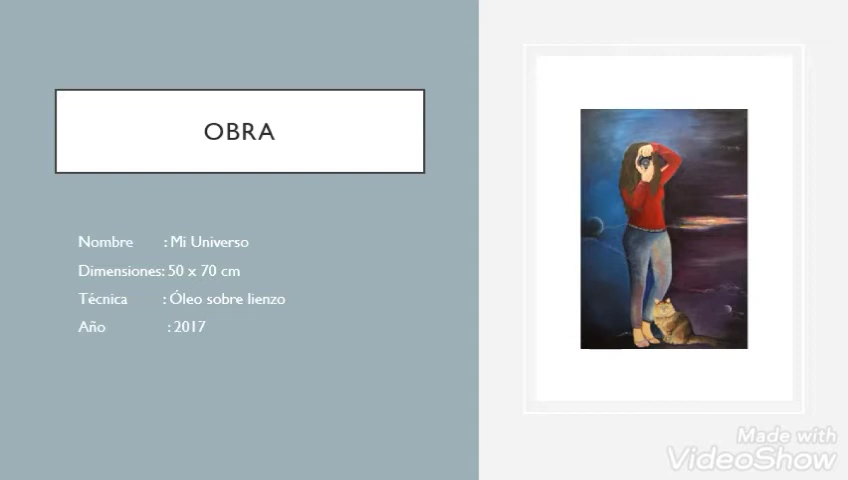 OBRA
Nombre : Mi Universo
Dimensiones: 50 x 70 cm
Técnica : Óleo sobre lienzo
Año : 2017
Made with
VideoShow